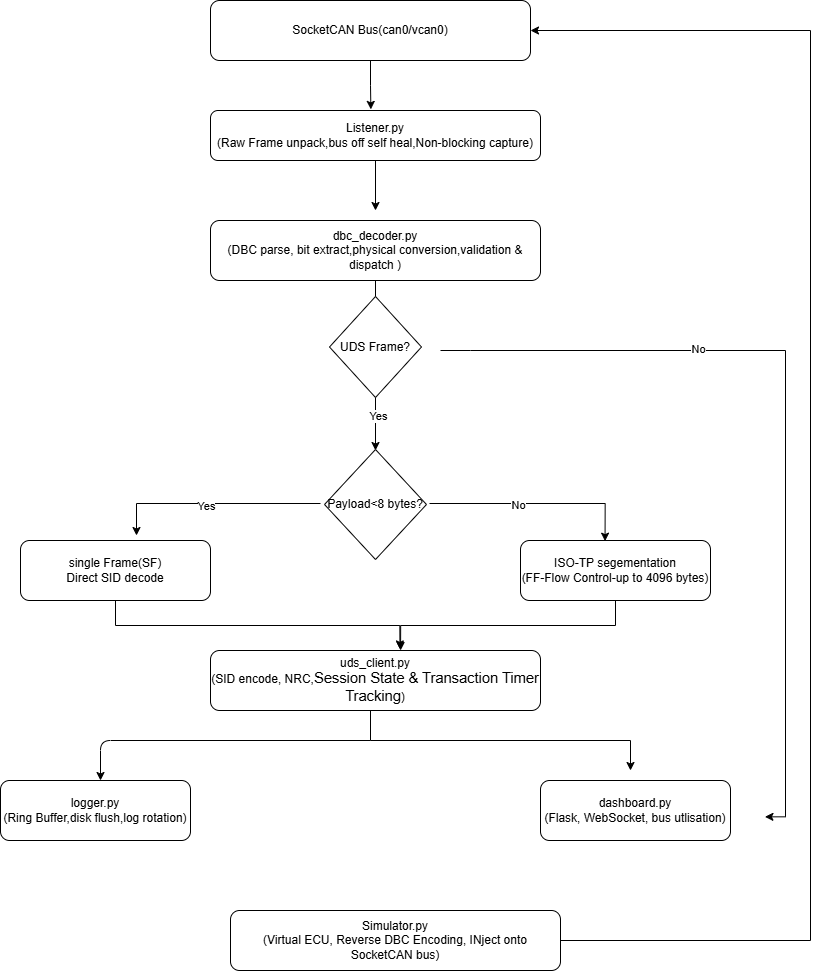 SocketCAN Bus(can0/vcan0)
Listener.py
(Raw Frame unpack,bus off self heal,Non-blocking capture)
dbc_decoder.py
(DBC parse, bit extract,physical conversion,validation &
dispatch )
UDS Frame?
No
Yes
Payload<8 bytes?
Yes
No
single Frame(SF)
Direct SID decode
ISO-TP segementation
(FF-Flow Control-up to 4096 bytes)
uds_client.py
(SID encode, NRC,Session State & Transaction Timer
Tracking)
logger.py
(Ring Buffer,disk flush,log rotation)
dashboard.py
(Flask, WebSocket, bus utlisation)
Simulator.py
(Virtual ECU, Reverse DBC Encoding, INject onto
SocketCAN bus)